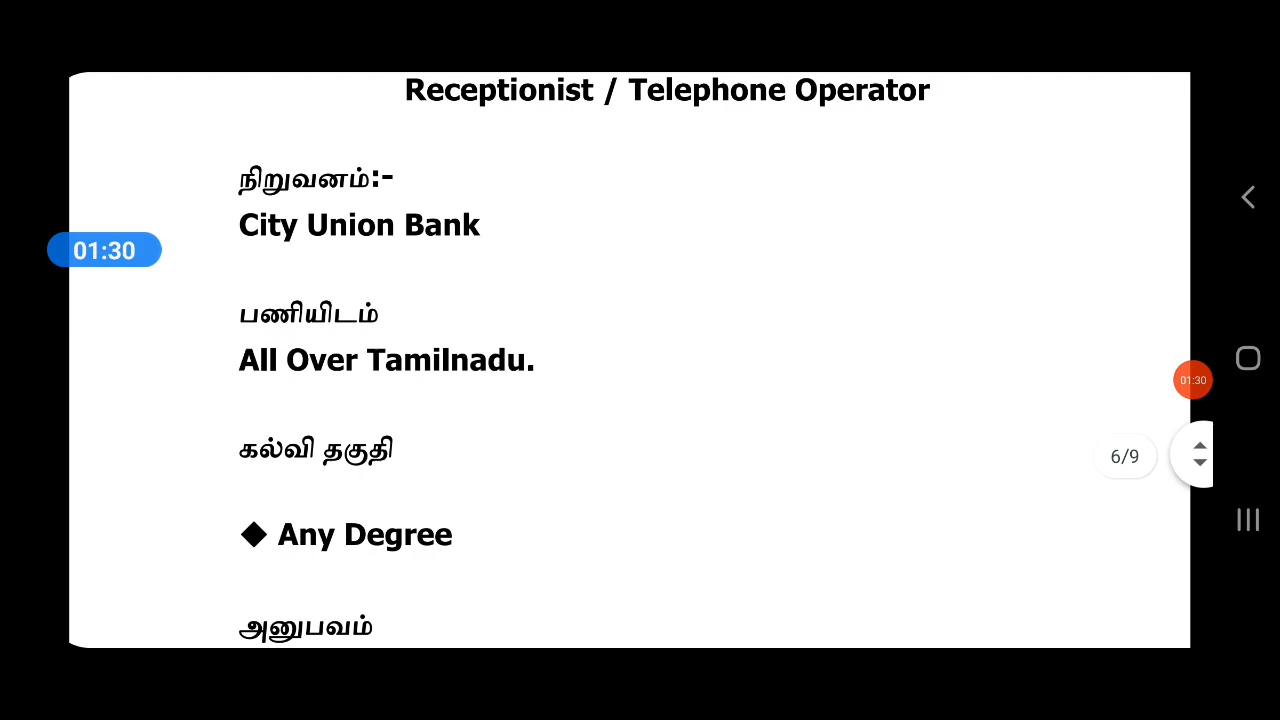 Receptionist / Telephone Operator
நிறுவனம்:-
City Union Bank
01:30
பணியிடம்
All Over Tamilnadu.
01:30
கல்வி தகுதி
6/9
◆ Any Degree
அனுபவம்